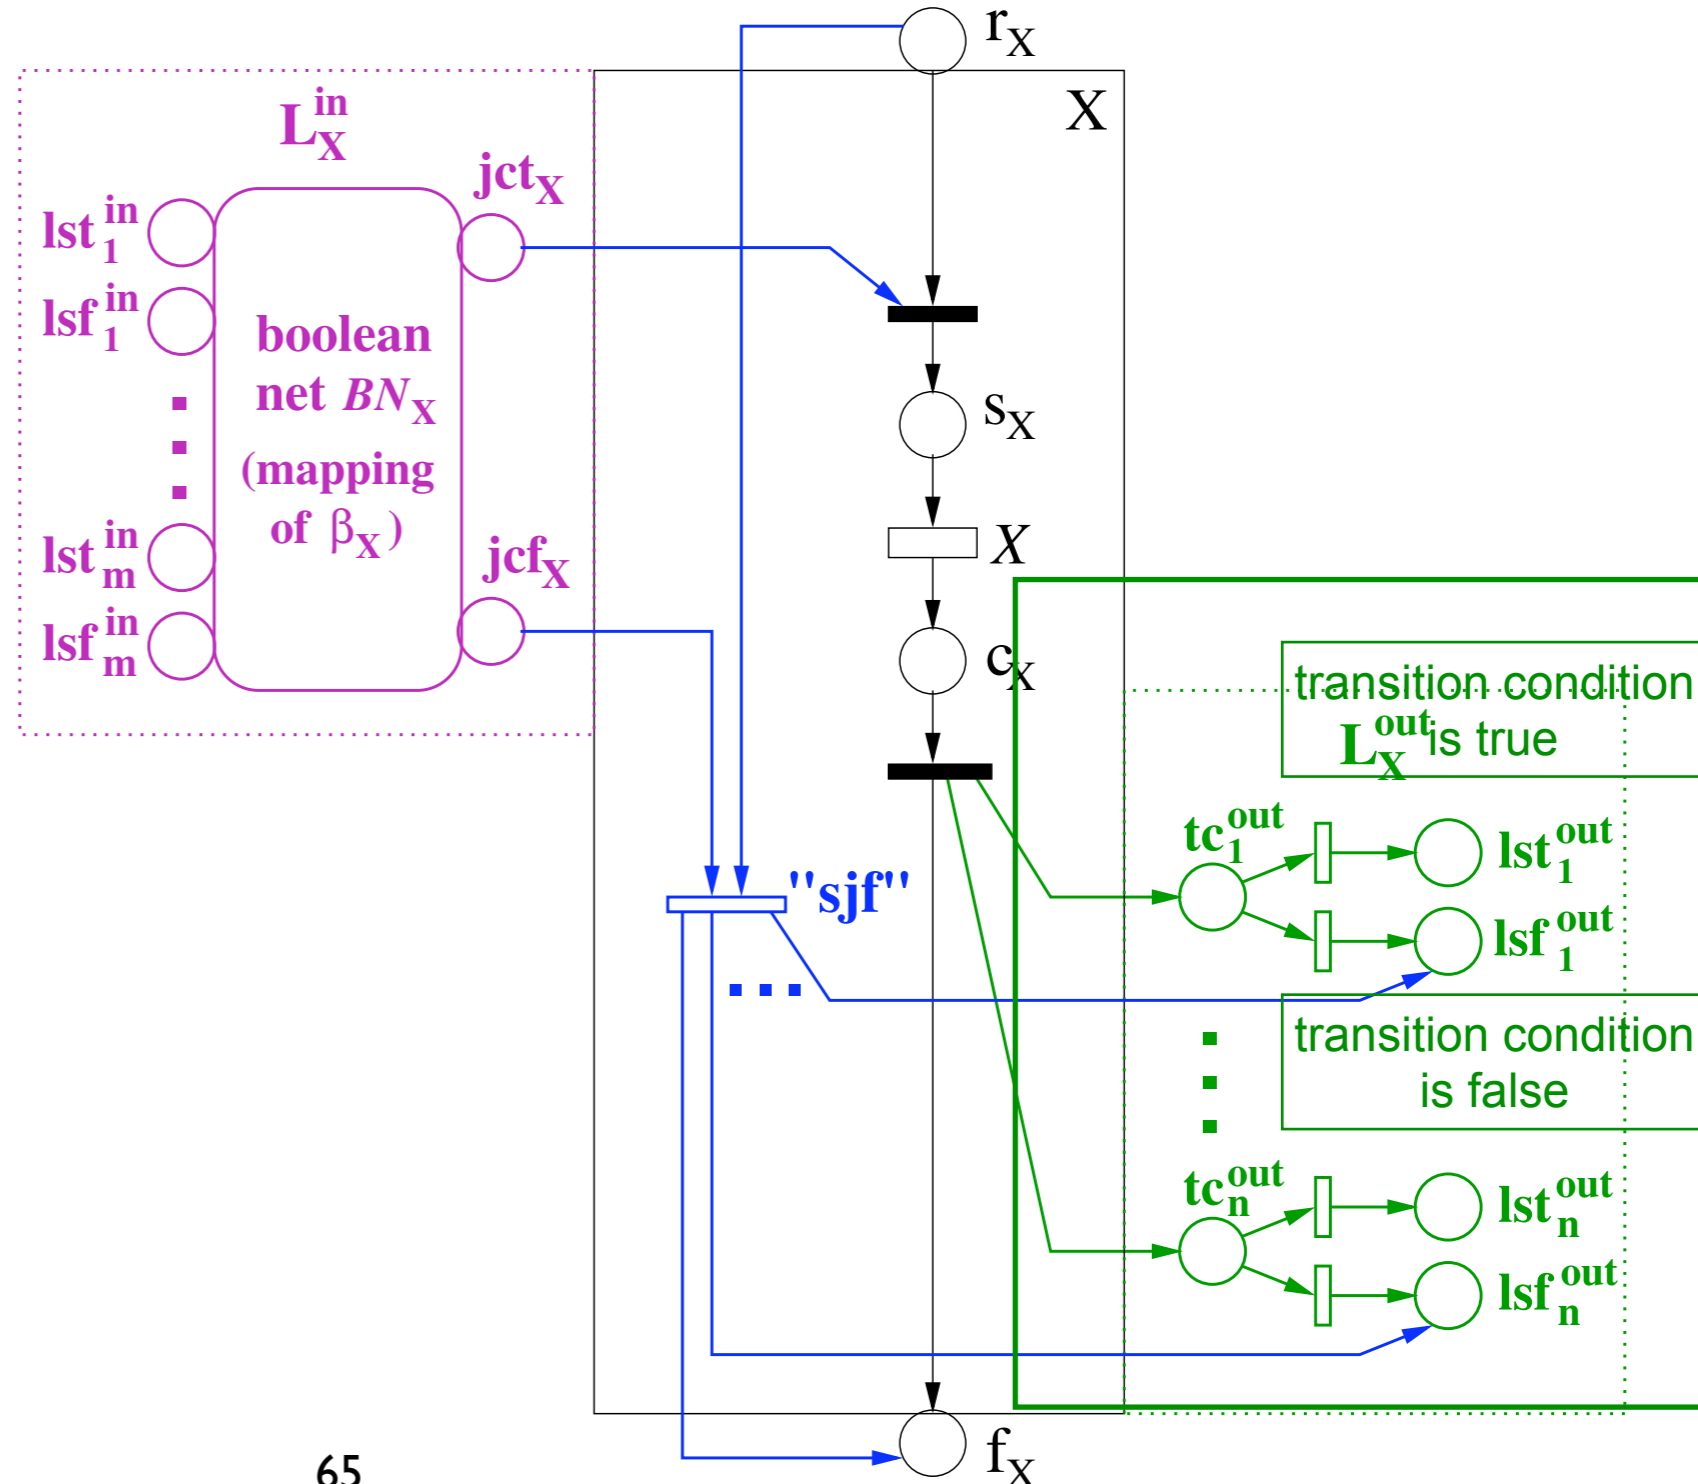 r_X
X
L_X^in
jct_X
lst_1^in
lsf_1^in
boolean
net BN_X
(mapping
of β_X)
s_X
X
lst_m^in
jcf_X
lsf_m^in
c_X
transition condition
is true
L_X^out
tc_1^out
lst_1^out
"sjf"
lsf_1^out
transition condition
is false
tc_n^out
lst_n^out
lsf_n^out
f_X
65